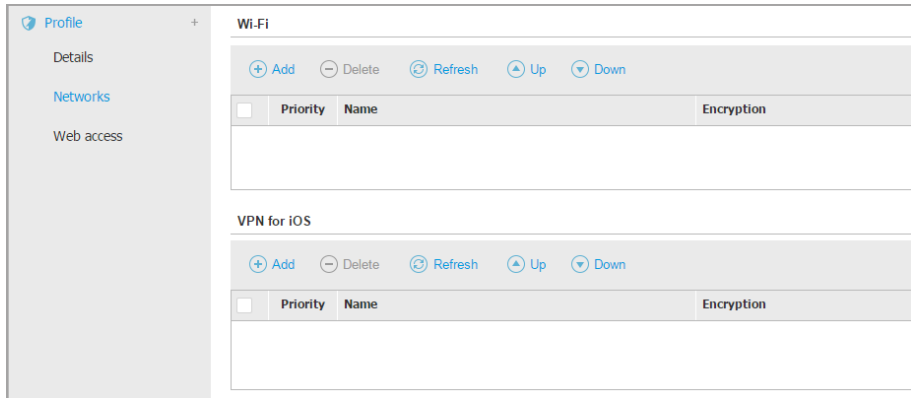 Profile +
Details
Networks
Web access
Wi-Fi
Add Delete Refresh Up Down
Priority Name Encryption
VPN for iOS
Add Delete Refresh Up Down
Priority Name Encryption